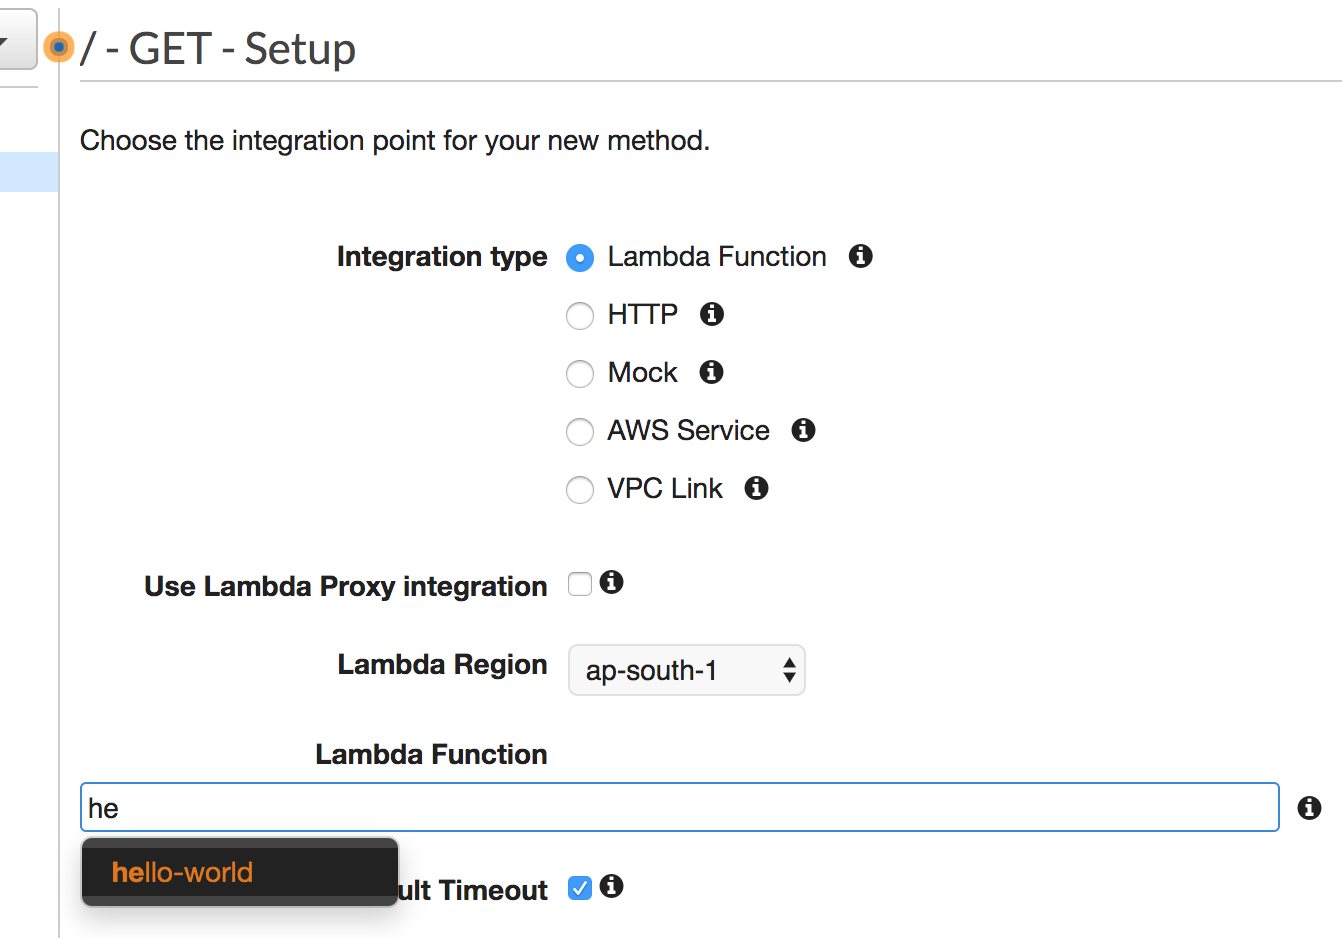 / - GET - Setup
Choose the integration point for your new method.
Integration type Lambda Function
HTTP
Mock
AWS Service
VPC Link
Use Lambda Proxy integration
Lambda Region ap-south-1
Lambda Function
he
hello-world
ult Timeout